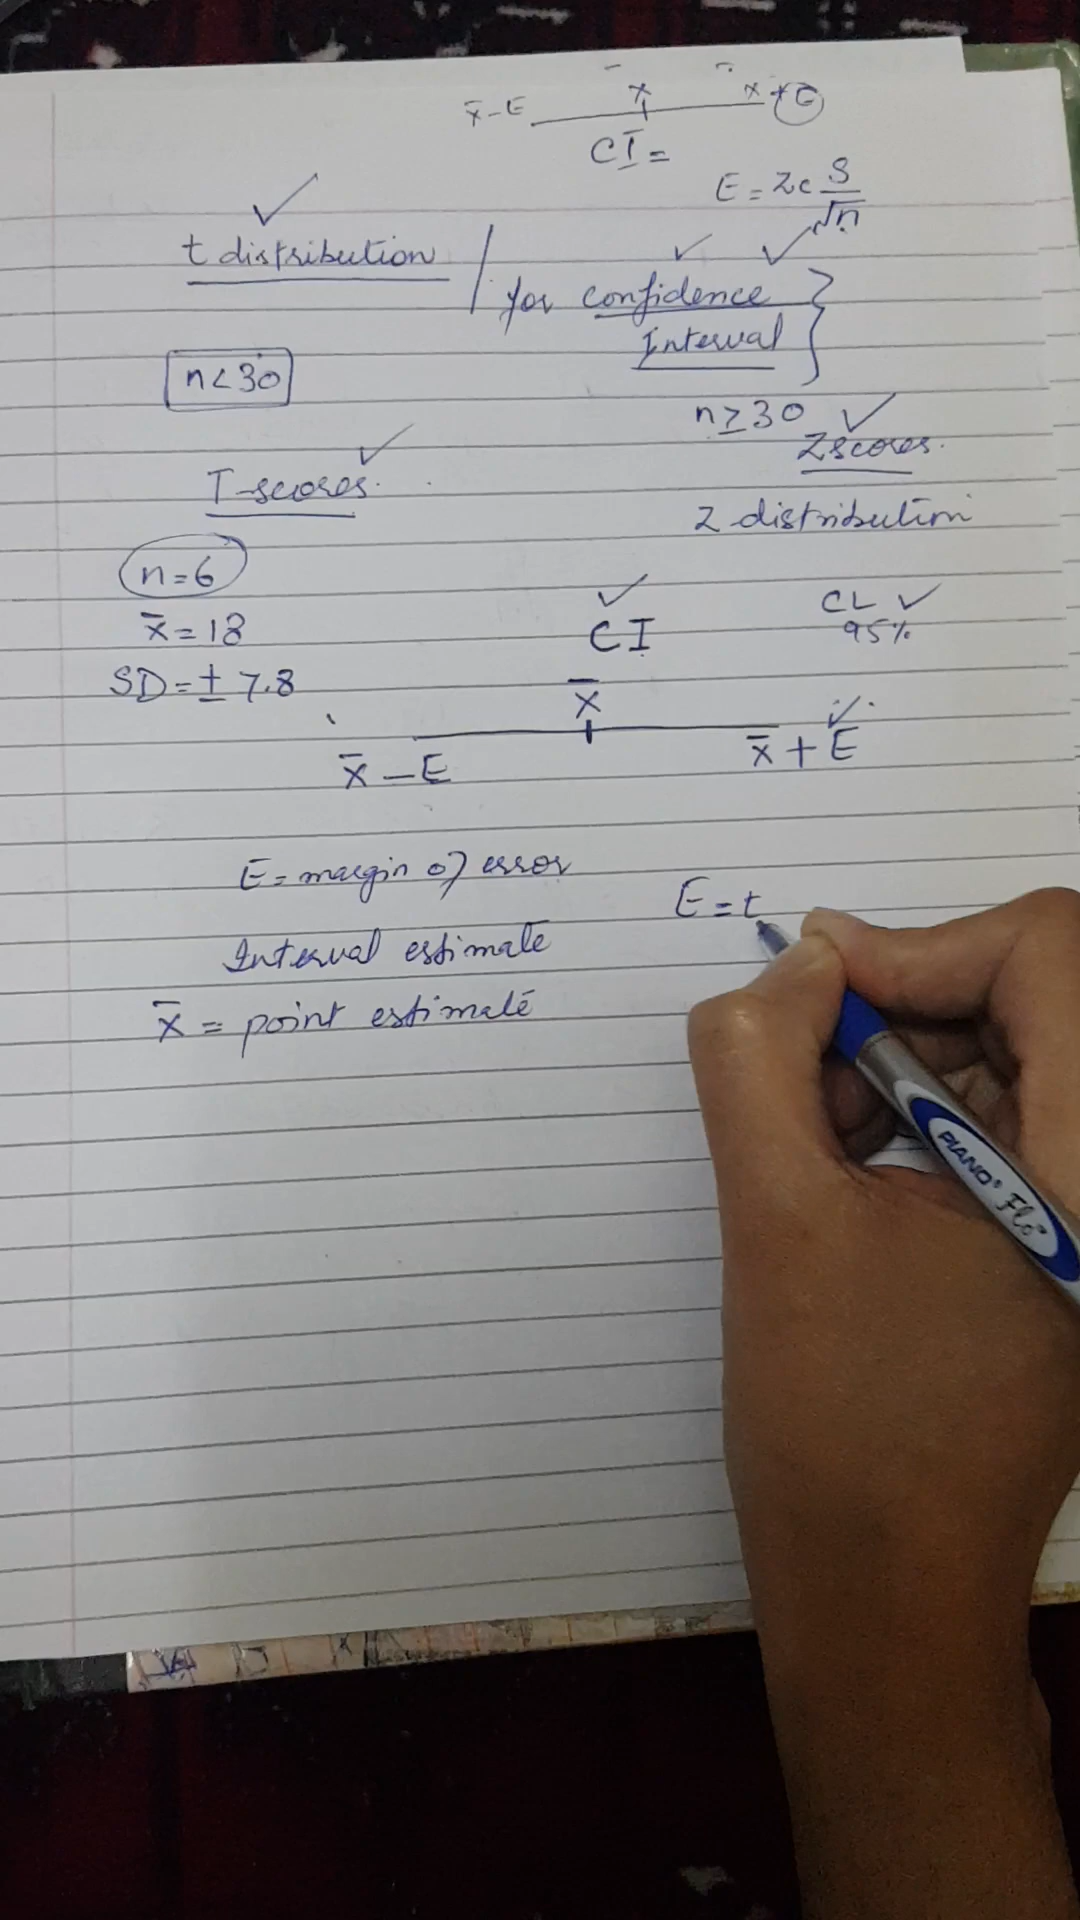 x̄-E x̄ x̄+E
CI=
E=Zc S/√n
t distribution / for confidence
Interval
n<30
n≥30
Z scores.
T-scores.
Z distribution
n=6
x̄=18
CI
CL
95%
SD=± 7.8
x̄
x̄-E x̄+E
E=margin of error
E=t
Interval estimate
x̄ = point estimate
PIANO®